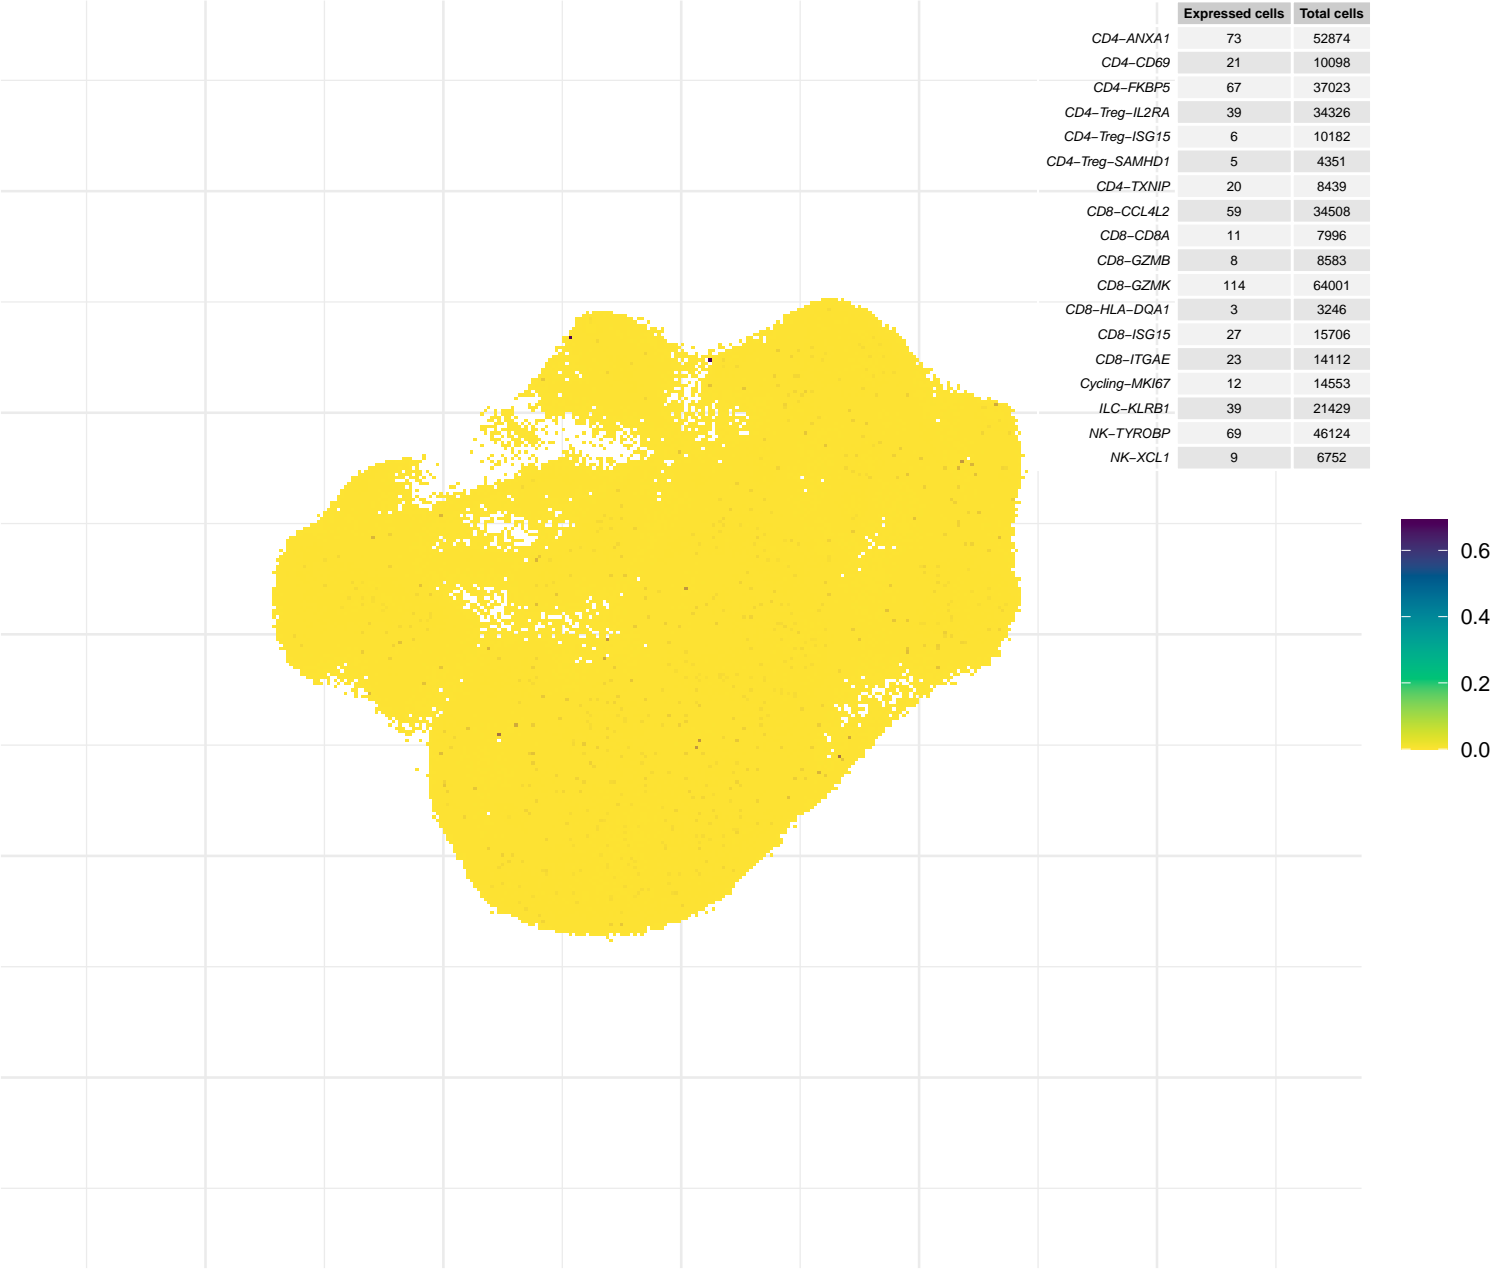 Expressed cells Total cells
CD4−ANXA1 73 52874
CD4−CD69 21 10098
CD4−FKBP5 67 37023
CD4−Treg−IL2RA 39 34326
CD4−Treg−ISG15 6 10182
CD4−Treg−SAMHD1 5 4351
CD4−TXNIP 20 8439
CD8−CCL4L2 59 34508
CD8−CD8A 11 7996
CD8−GZMB 8 8583
CD8−GZMK 114 64001
CD8−HLA−DQA1 3 3246
CD8−ISG15 27 15706
CD8−ITGAE 23 14112
Cycling−MKI67 12 14553
ILC−KLRB1 39 21429
NK−TYROBP 69 46124
NK−XCL1 9 6752
0.6
0.4
0.2
0.0